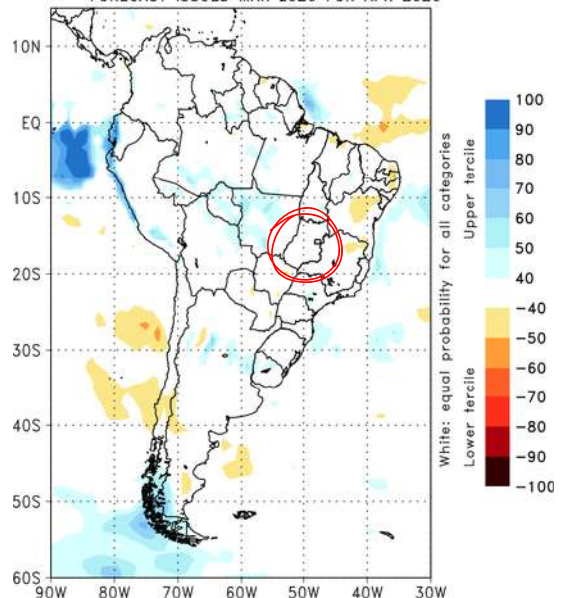 10N
EQ
10S
20S
30S
40S
50S
60S
90W 80W 70W 60W 50W 40W 30W
White: equal probability for all categories
Lower tercile Upper tercile
100
90
80
70
60
50
40
−40
−50
−60
−70
−80
−90
−100